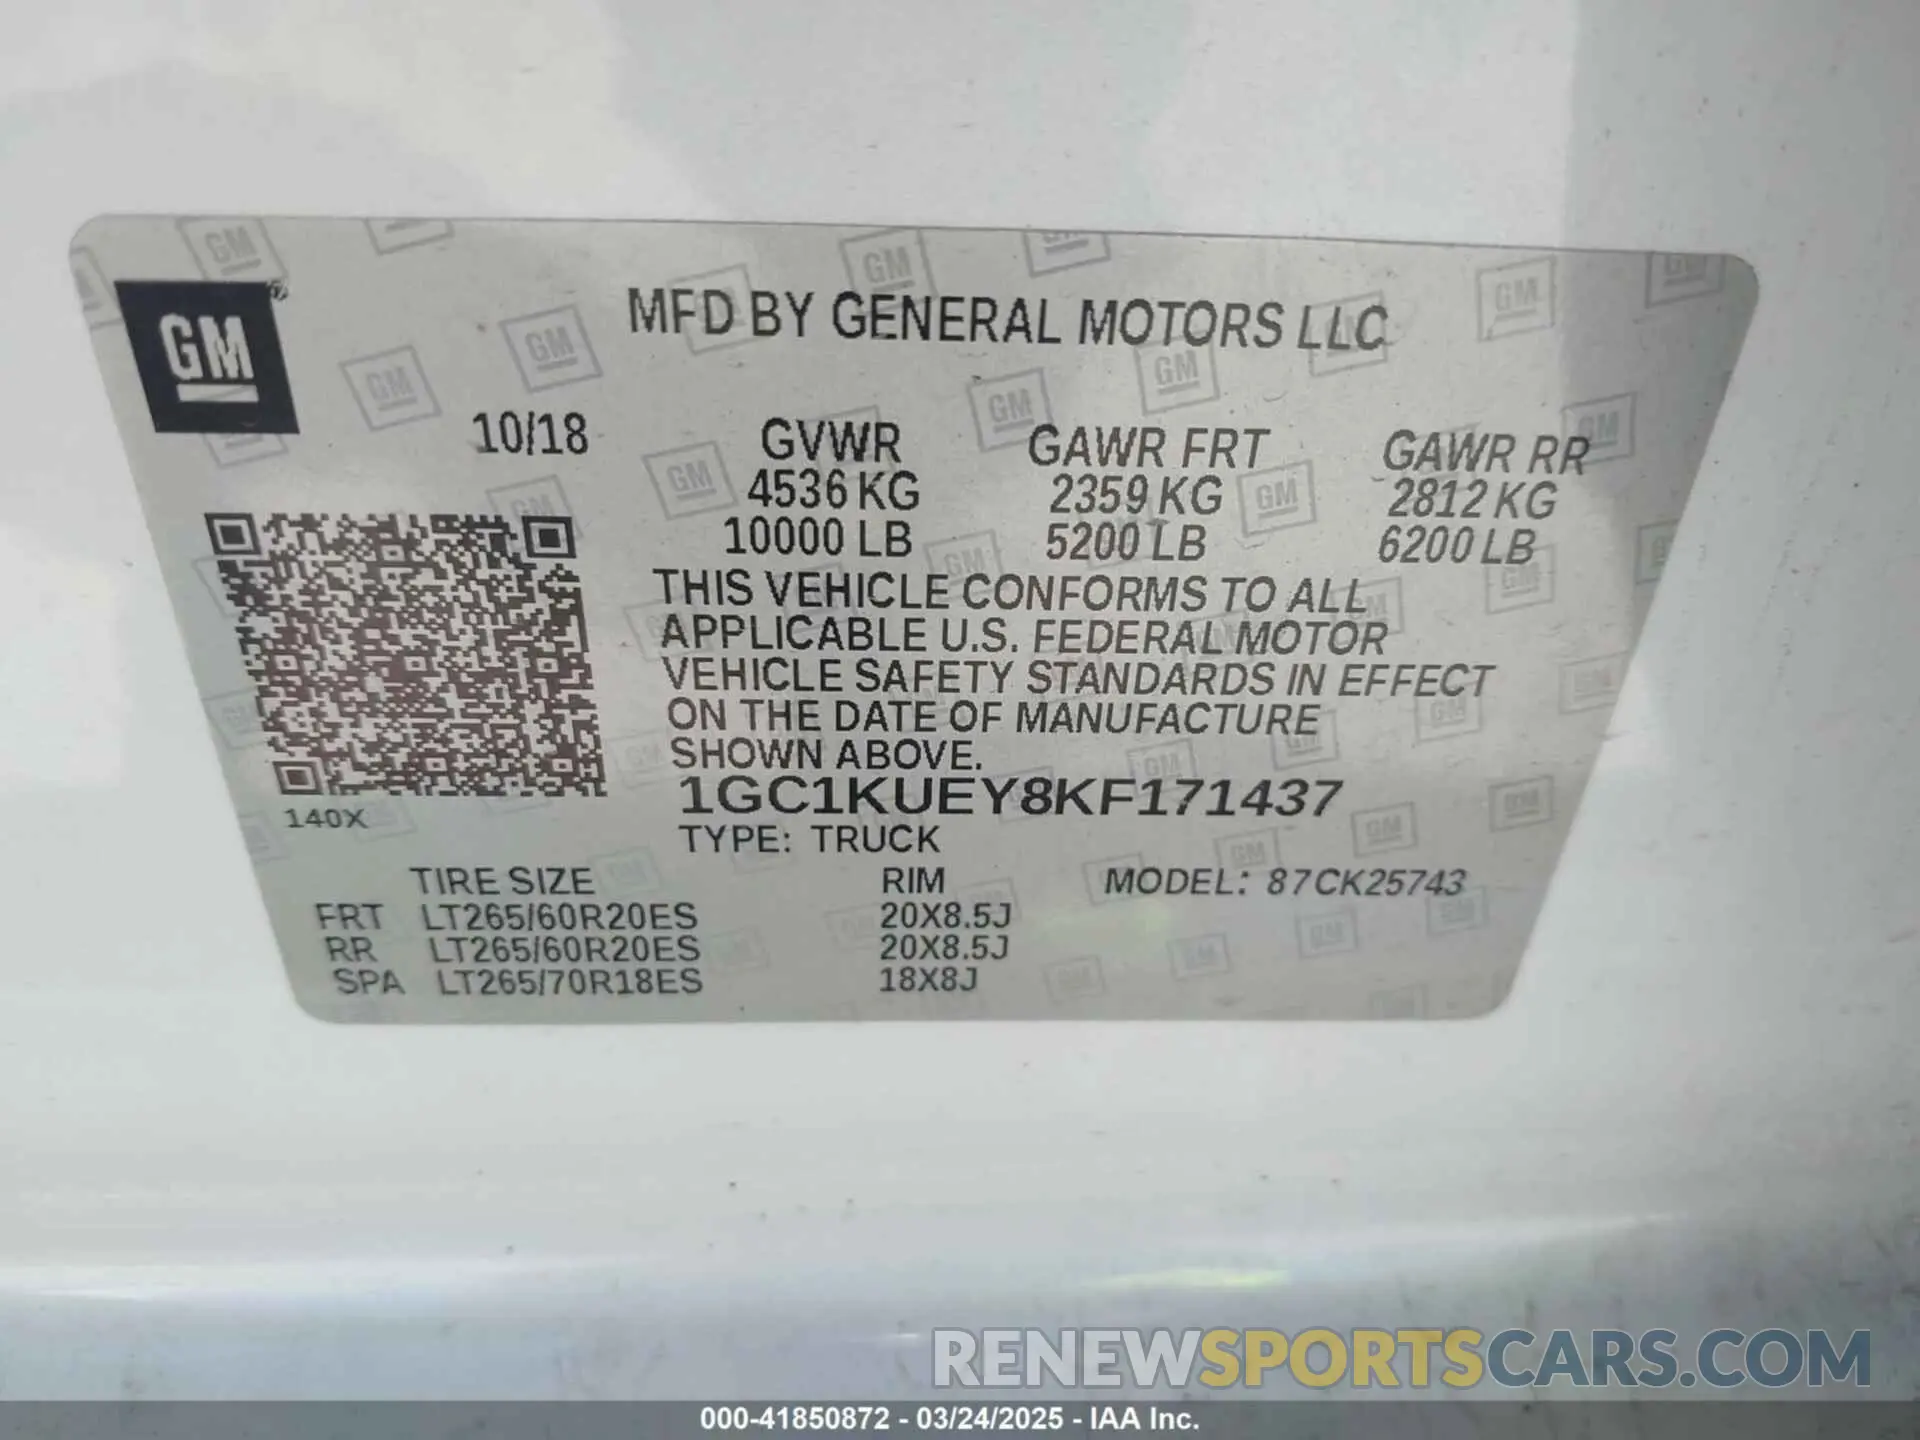 GM
MFD BY GENERAL MOTORS LLC
10/18 GVWR GAWR FRT GAWR RR
4536 KG 2359 KG 2812 KG
10000 LB 5200 LB 6200 LB
THIS VEHICLE CONFORMS TO ALL
APPLICABLE U.S. FEDERAL MOTOR
VEHICLE SAFETY STANDARDS IN EFFECT
ON THE DATE OF MANUFACTURE
SHOWN ABOVE.
1GC1KUEY8KF171437
140X
TYPE: TRUCK
TIRE SIZE RIM MODEL: 87CK25743
FRT LT265/60R20ES 20X8.5J
RR LT265/60R20ES 20X8.5J
SPA LT265/70R18ES 18X8J
RENEWSPORTSCARS.COM
000-41850872 - 03/24/2025 - IAA Inc.